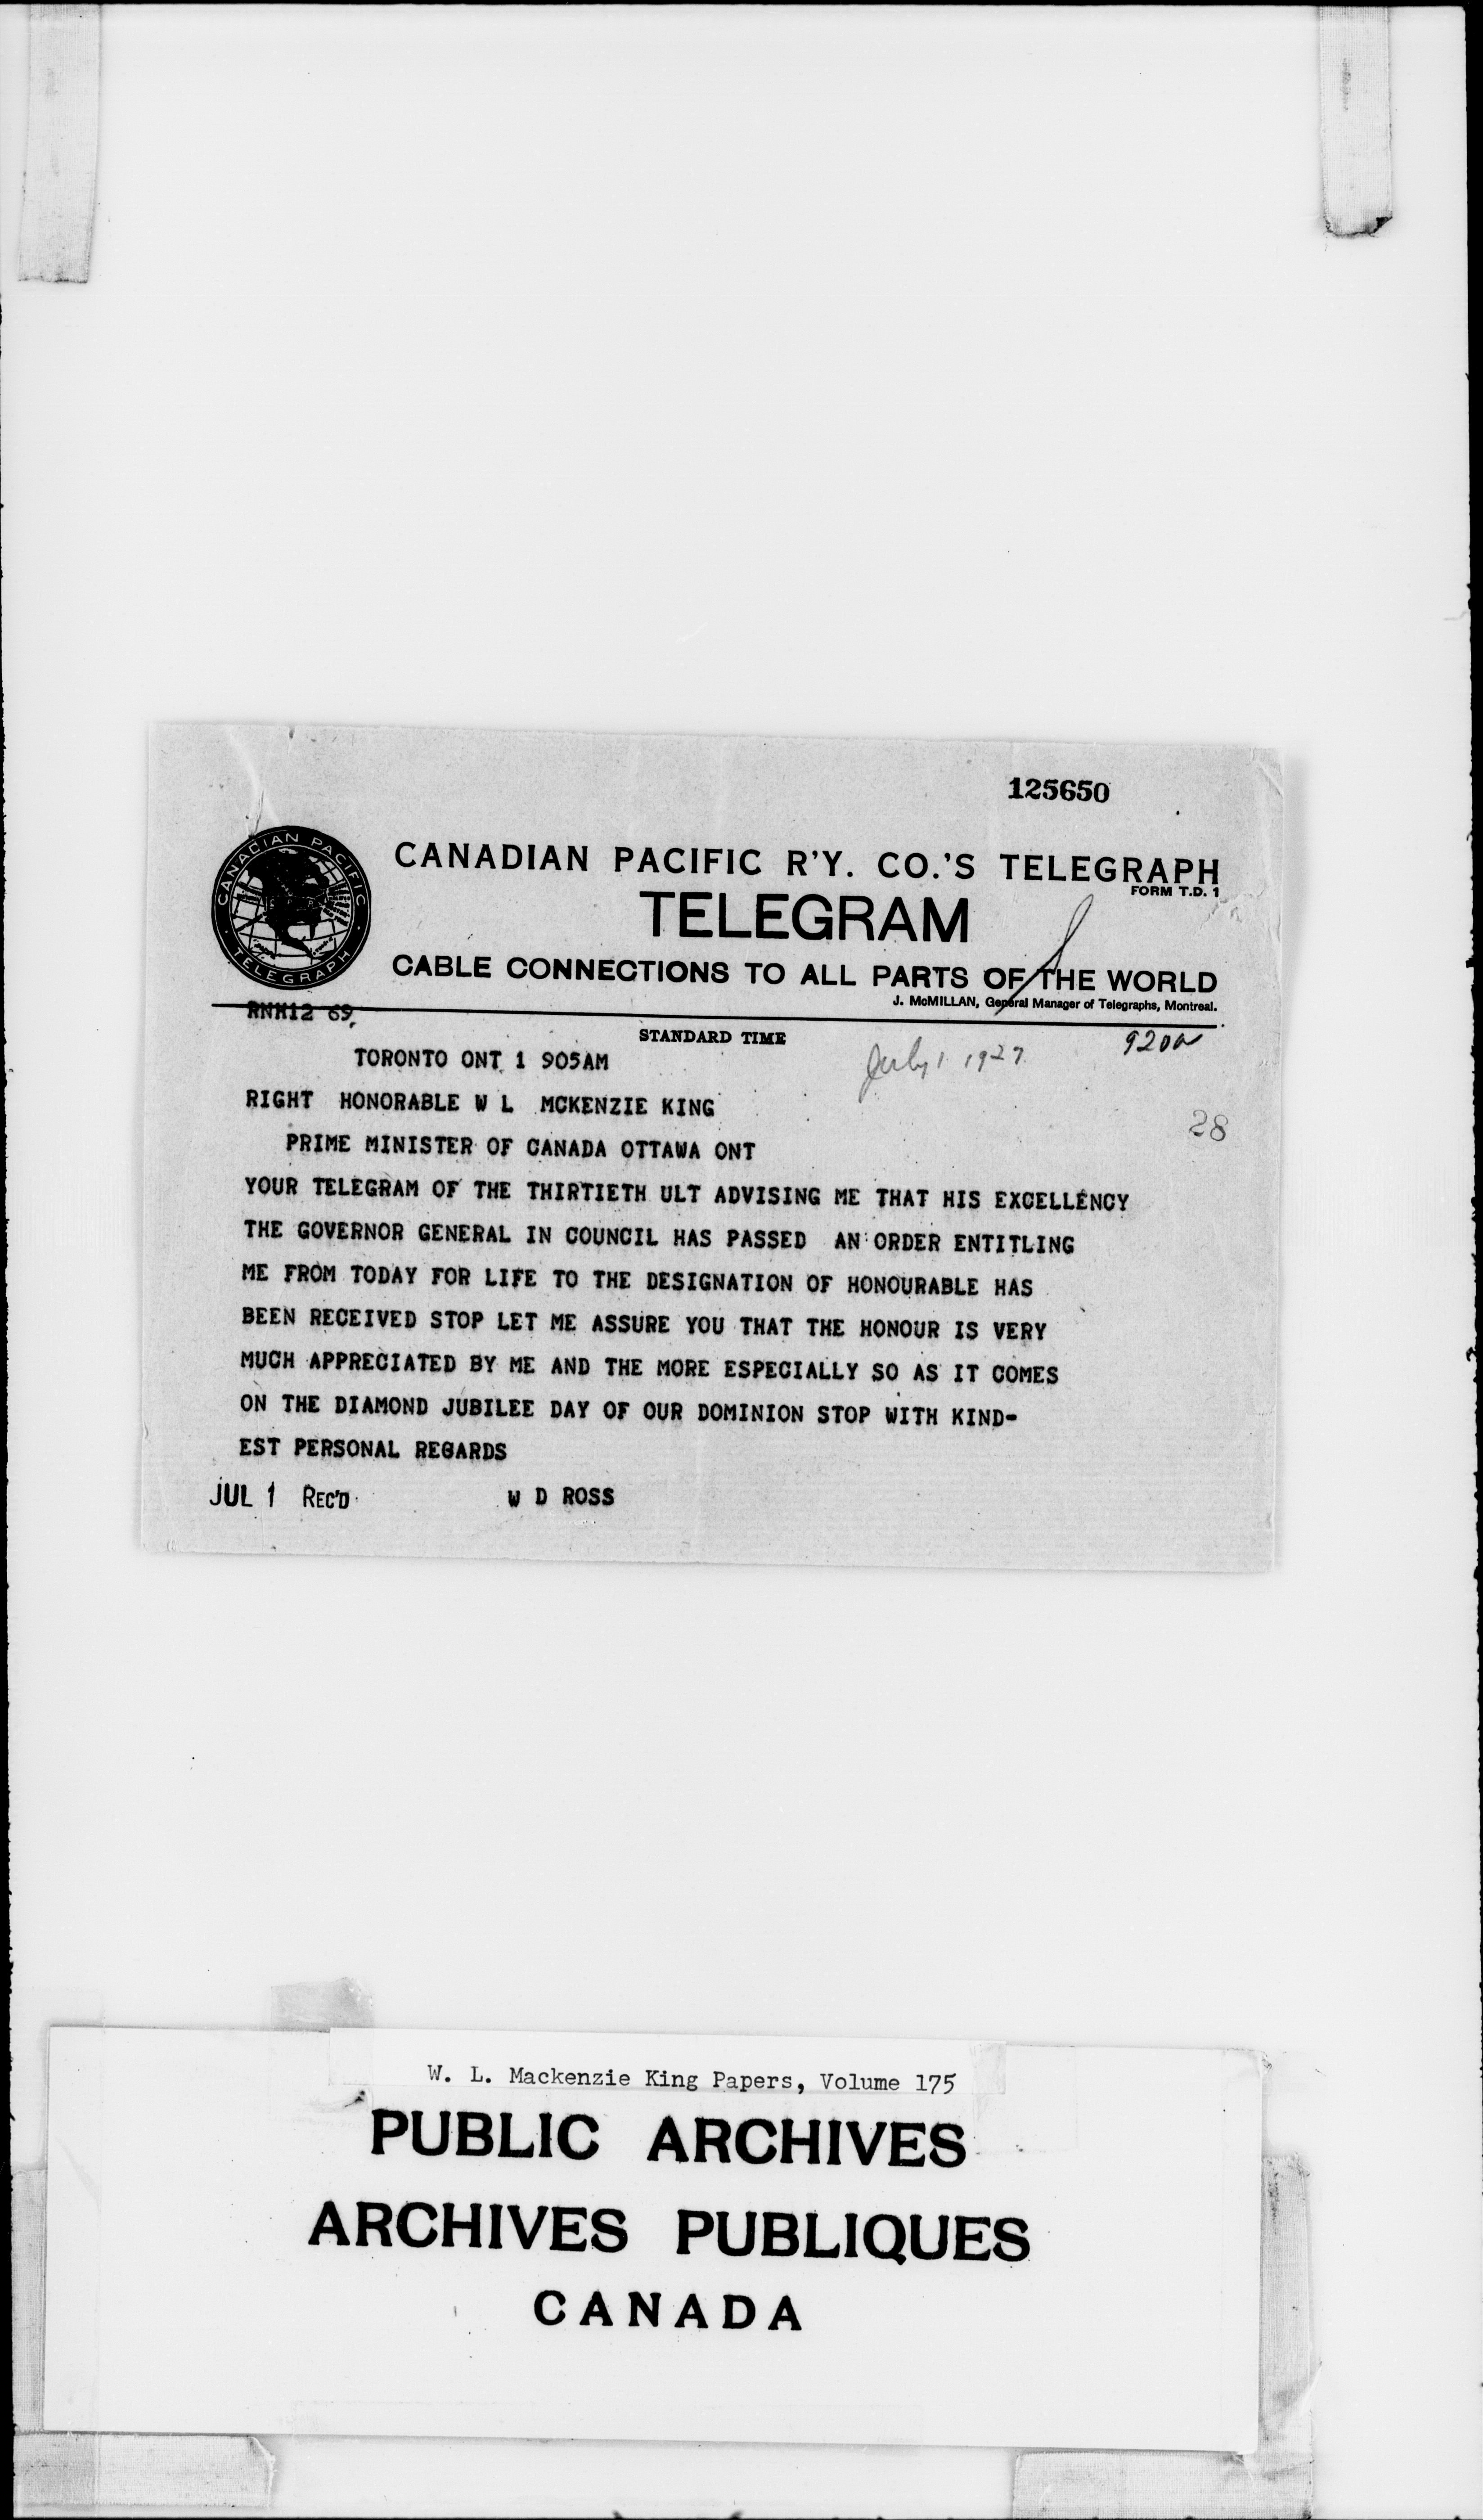 125650
CANADIAN PACIFIC
TELEGRAPH
CANADIAN PACIFIC R'Y. CO.'S TELEGRAPH
FORM T.D. 1
TELEGRAM
CABLE CONNECTIONS TO ALL PARTS OF THE WORLD
J. McMILLAN, General Manager of Telegraphs, Montreal.
RNM12 69
STANDARD TIME
920a
TORONTO ONT 1 905AM
July 1 1927
RIGHT HONORABLE W L MCKENZIE KING
28
PRIME MINISTER OF CANADA OTTAWA ONT
YOUR TELEGRAM OF THE THIRTIETH ULT ADVISING ME THAT HIS EXCELLENCY
THE GOVERNOR GENERAL IN COUNCIL HAS PASSED AN ORDER ENTITLING
ME FROM TODAY FOR LIFE TO THE DESIGNATION OF HONOURABLE HAS
BEEN RECEIVED STOP LET ME ASSURE YOU THAT THE HONOUR IS VERY
MUCH APPRECIATED BY ME AND THE MORE ESPECIALLY SO AS IT COMES
ON THE DIAMOND JUBILEE DAY OF OUR DOMINION STOP WITH KIND-
EST PERSONAL REGARDS
JUL 1 REC'D
W D ROSS
W. L. Mackenzie King Papers, Volume 175
PUBLIC ARCHIVES
ARCHIVES PUBLIQUES
CANADA